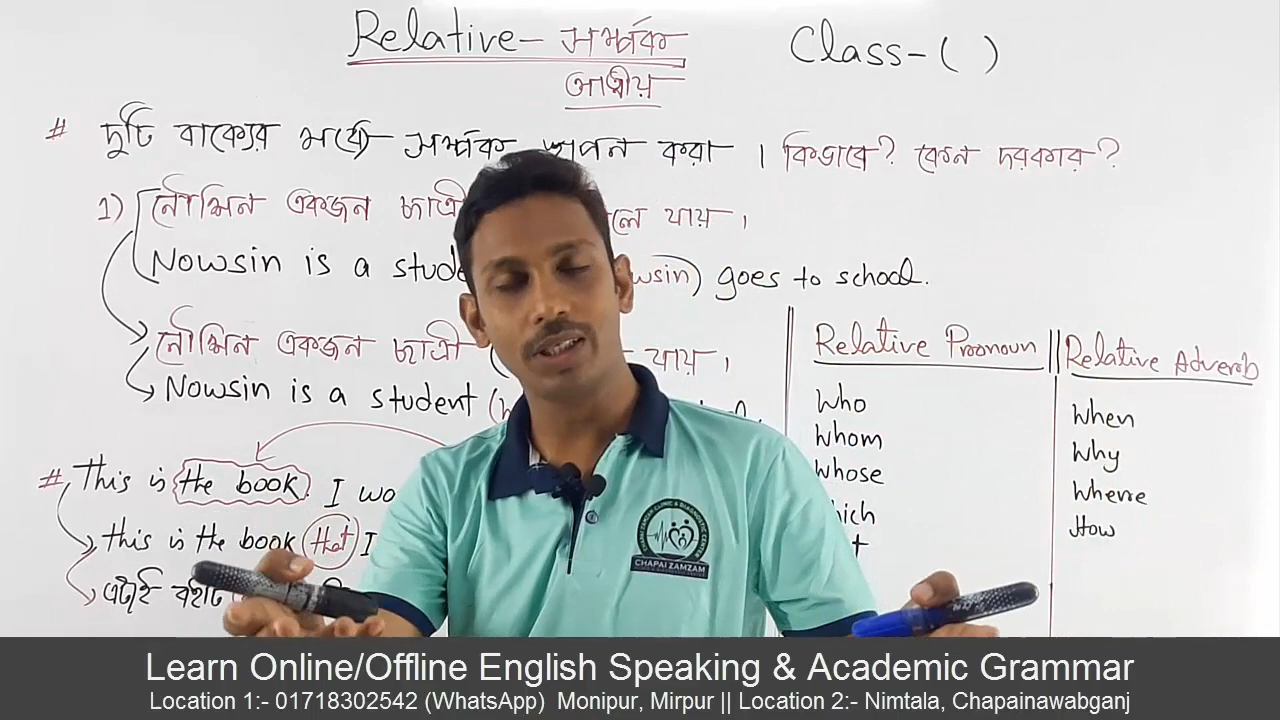 Relative - সম্পর্ক
আত্মীয়
Class - ( )
# দুটি বাক্যের মধ্যে সম্পর্ক স্থাপন করা । কিভাবে? কেন দরকার?
1) নৌসিন একজন ছাত্রী যায় ।
Nowsin is a goes to school.
নৌসিন একজন ছাত্রী যায় ।
Nowsin is a student
# This is the book. I
This is the book that I
এটাই বইটি
Relative Pronoun
Who
Whom
Whose
Relative Adverb
When
Why
Where
How
CHAPAI ZAMZAM
Learn Online/Offline English Speaking & Academic Grammar
Location 1:- 01718302542 (WhatsApp) Monipur, Mirpur || Location 2:- Nimtala, Chapainawabganj